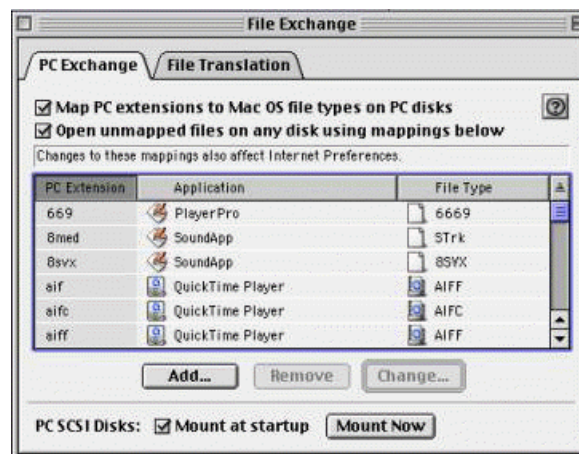 File Exchange
PC Exchange File Translation
Map PC extensions to Mac OS file types on PC disks
Open unmapped files on any disk using mappings below
Changes to these mappings also affect Internet Preferences.
PC Extension Application File Type
669 PlayerPro 6669
8med SoundApp STrk
8svx SoundApp 8SVX
aif QuickTime Player AIFF
aifc QuickTime Player AIFC
aiff QuickTime Player AIFF
Add... Remove Change...
PC SCSI Disks: Mount at startup Mount Now